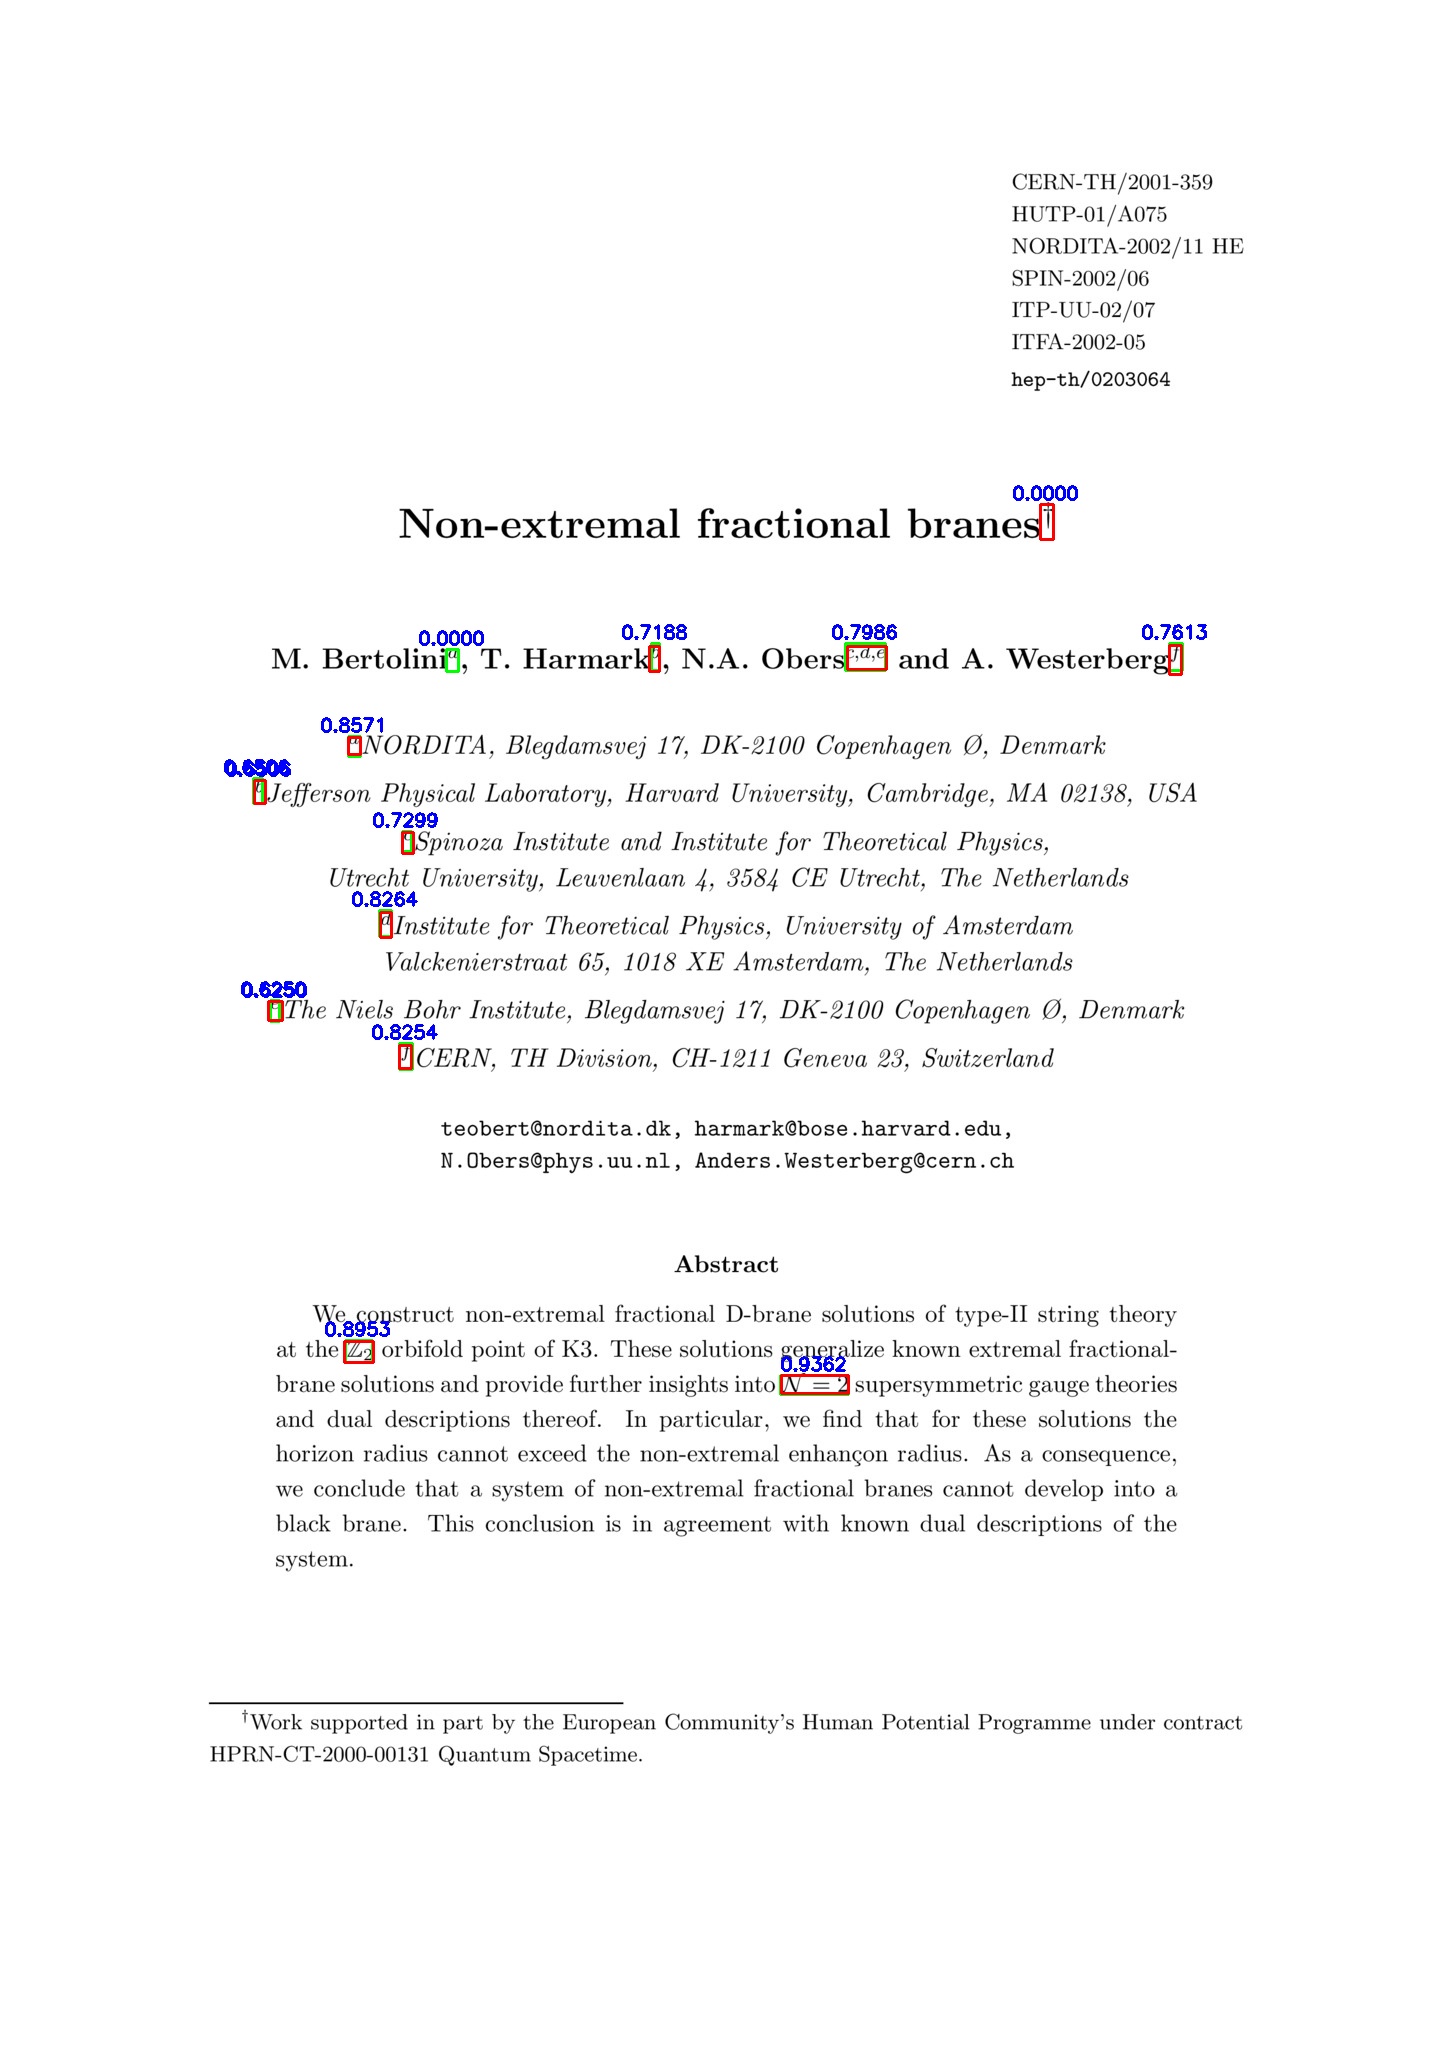 CERN-TH/2001-359
HUTP-01/A075
NORDITA-2002/11 HE
SPIN-2002/06
ITP-UU-02/07
ITFA-2002-05
hep-th/0203064
0.0000
Non-extremal fractional branes†
0.0000 0.7188 0.7986 0.7613
M. Bertolini^a, T. Harmark^b, N.A. Obers^c,d,e and A. Westerberg^f
0.8571
^a NORDITA, Blegdamsvej 17, DK-2100 Copenhagen Ø, Denmark
^b Jefferson Physical Laboratory, Harvard University, Cambridge, MA 02138, USA
0.7299
^c Spinoza Institute and Institute for Theoretical Physics,
Utrecht University, Leuvenlaan 4, 3584 CE Utrecht, The Netherlands
0.8264
^d Institute for Theoretical Physics, University of Amsterdam
Valckenierstraat 65, 1018 XE Amsterdam, The Netherlands
0.6250
^e The Niels Bohr Institute, Blegdamsvej 17, DK-2100 Copenhagen Ø, Denmark
0.8254
^f CERN, TH Division, CH-1211 Geneva 23, Switzerland
teobert@nordita.dk, harmark@bose.harvard.edu,
N.Obers@phys.uu.nl, Anders.Westerberg@cern.ch
Abstract
We construct non-extremal fractional D-brane solutions of type-II string theory
0.8953
at the ℤ₂ orbifold point of K3. These solutions generalize known extremal fractional-
0.9362
brane solutions and provide further insights into N = 2 supersymmetric gauge theories
and dual descriptions thereof. In particular, we find that for these solutions the
horizon radius cannot exceed the non-extremal enhançon radius. As a consequence,
we conclude that a system of non-extremal fractional branes cannot develop into a
black brane. This conclusion is in agreement with known dual descriptions of the
system.
†Work supported in part by the European Community's Human Potential Programme under contract
HPRN-CT-2000-00131 Quantum Spacetime.